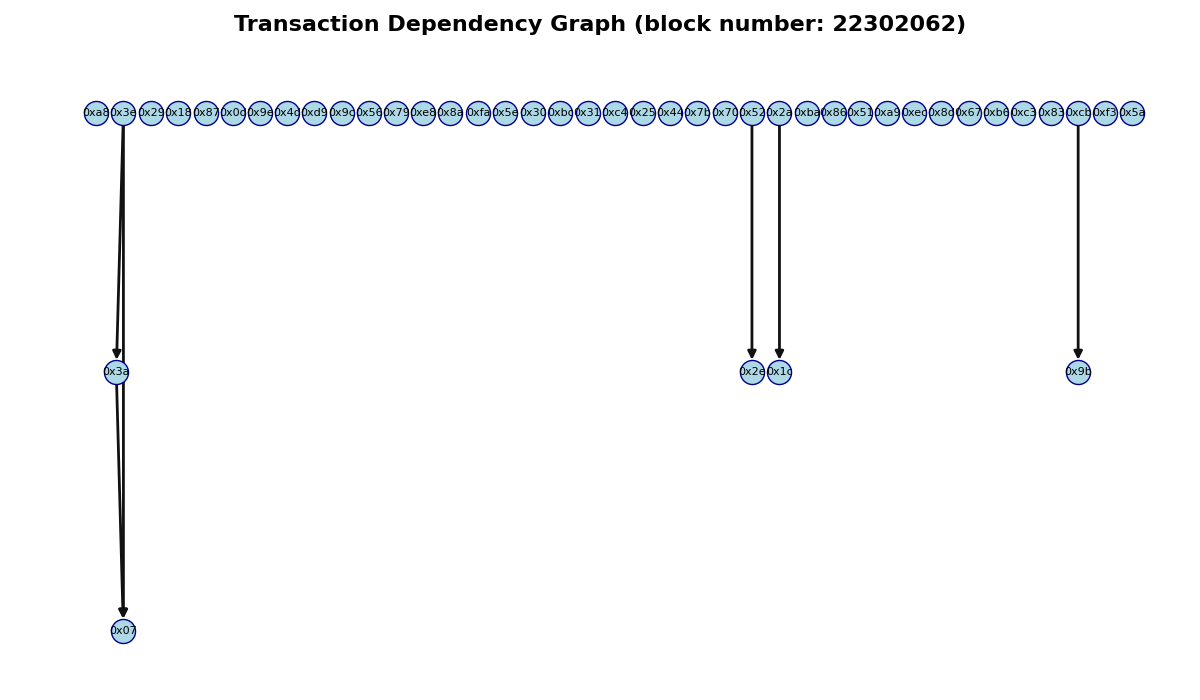 Transaction Dependency Graph (block number: 22302062)
0xa8 0x3e 0x29 0x18 0x87 0x0d 0x9e 0x4d 0xd9 0x9c 0x56 0x79 0xe8 0x8a 0xfa 0x5e 0x30 0xbc 0x31 0xc4 0x25 0x44 0x7b 0x70 0x52 0x2a 0xba 0x86 0x51 0xa9 0xec 0x8d 0x67 0xb6 0xc3 0x83 0xcb 0xf3 0x5a
0x3a 0x2e 0x1c 0x9b
0x07